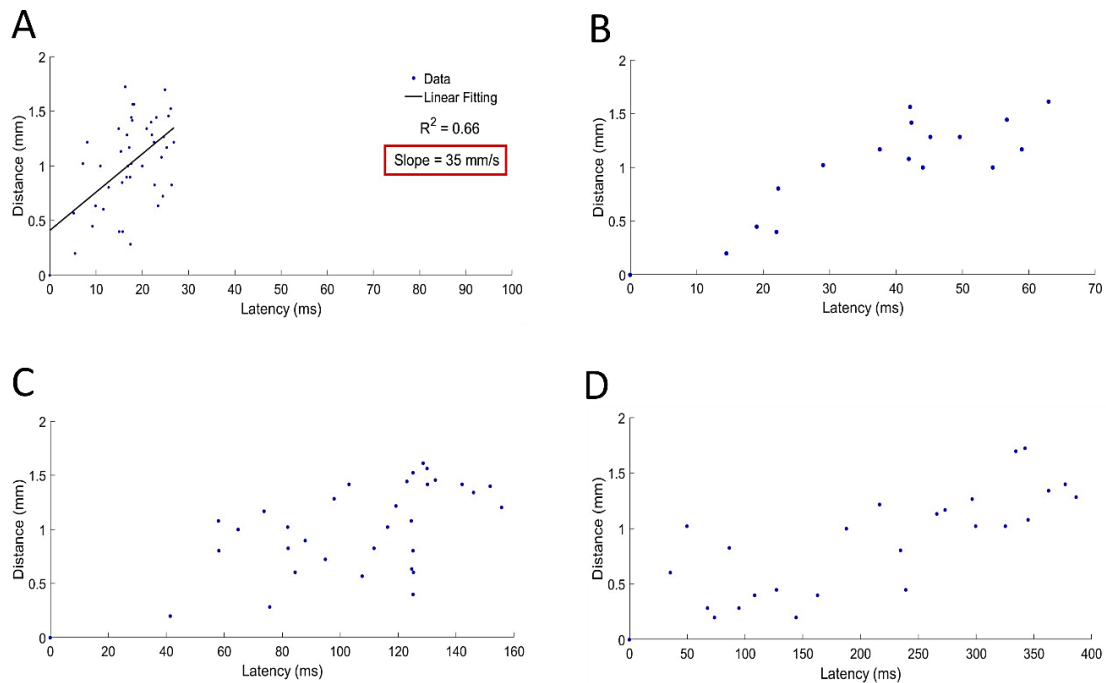 A
2
1.5
1
0.5
0
Distance (mm)
0 10 20 30 40 50 60 70 80 90 100
Latency (ms)
Data
Linear Fitting
R² = 0.66
Slope = 35 mm/s
B
2
1.5
1
0.5
0
Distance (mm)
0 10 20 30 40 50 60 70
Latency (ms)
C
2
1.5
1
0.5
0
Distance (mm)
0 20 40 60 80 100 120 140 160
Latency (ms)
D
2
1.5
1
0.5
0
Distance (mm)
0 50 100 150 200 250 300 350 400
Latency (ms)